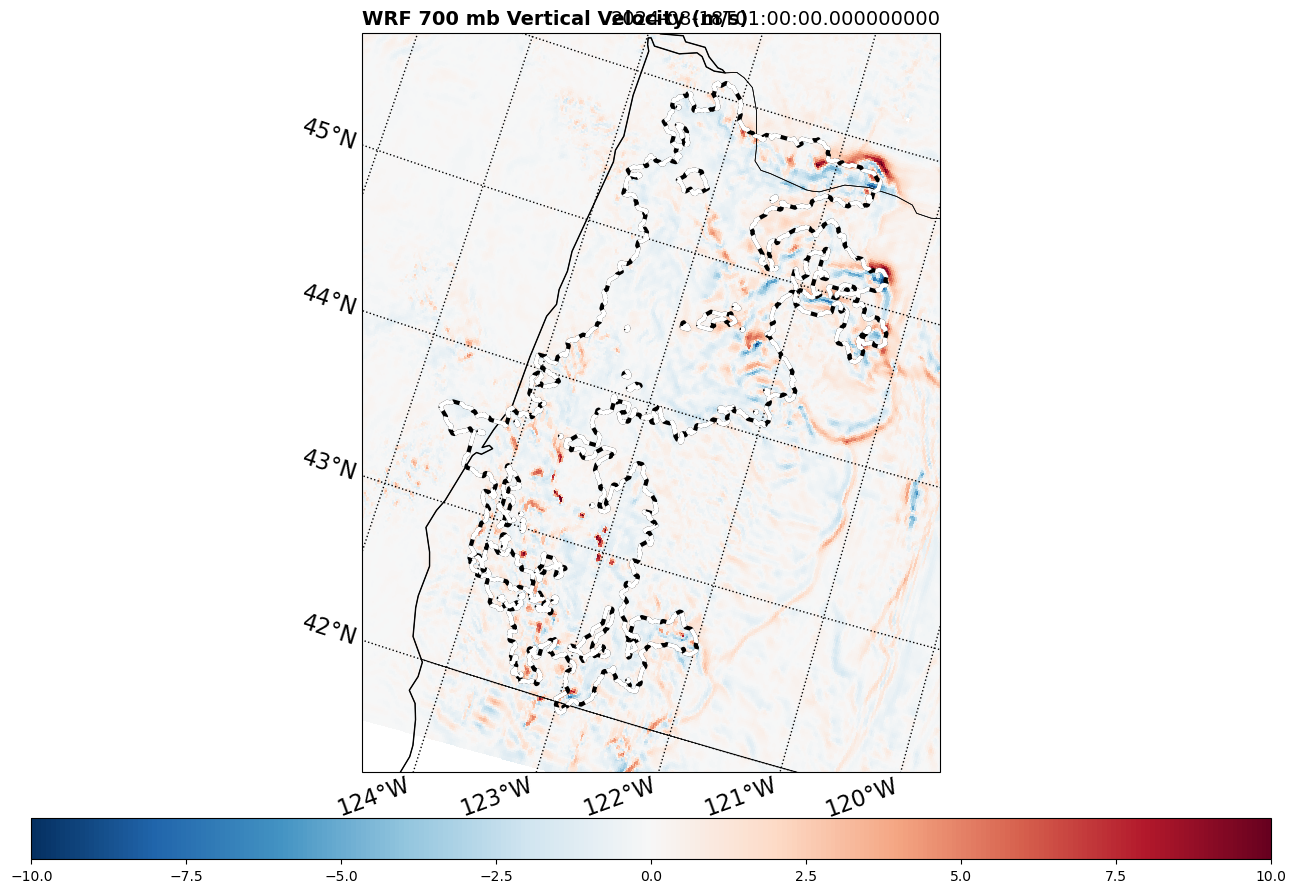 WRF 700 mb Vertical Velocity (m/s)
2024-08-18T01:00:00.000000000
45°N
44°N
43°N
42°N
124°W 123°W 122°W 121°W 120°W
−10.0 −7.5 −5.0 −2.5 0.0 2.5 5.0 7.5 10.0